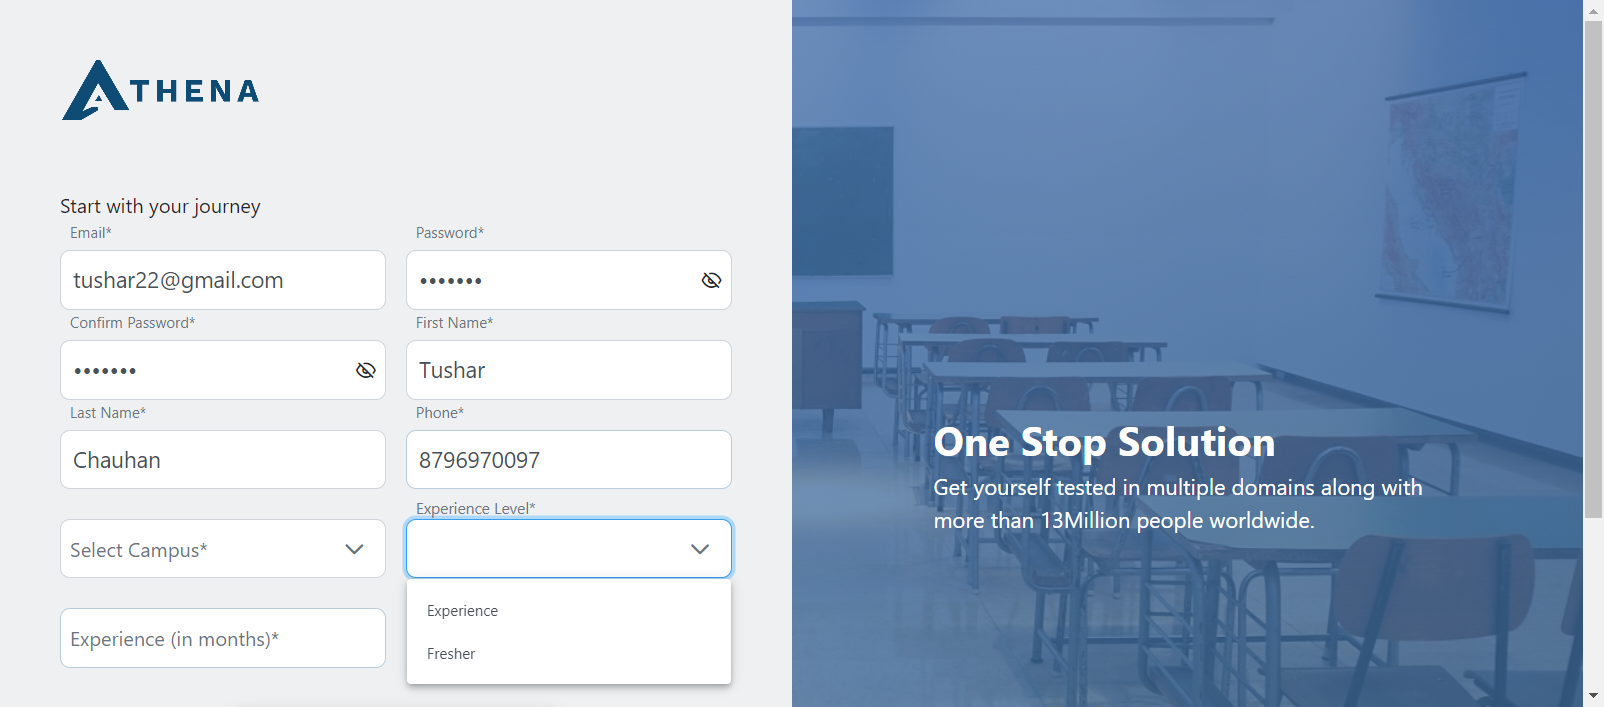 ATHENA
Start with your journey
Email*
Password*
tushar22@gmail.com
•••••••
Confirm Password*
First Name*
•••••••
Tushar
Last Name*
Phone*
Chauhan
8796970097
Experience Level*
Select Campus*
Experience (in months)*
Experience
Fresher
One Stop Solution
Get yourself tested in multiple domains along with
more than 13Million people worldwide.